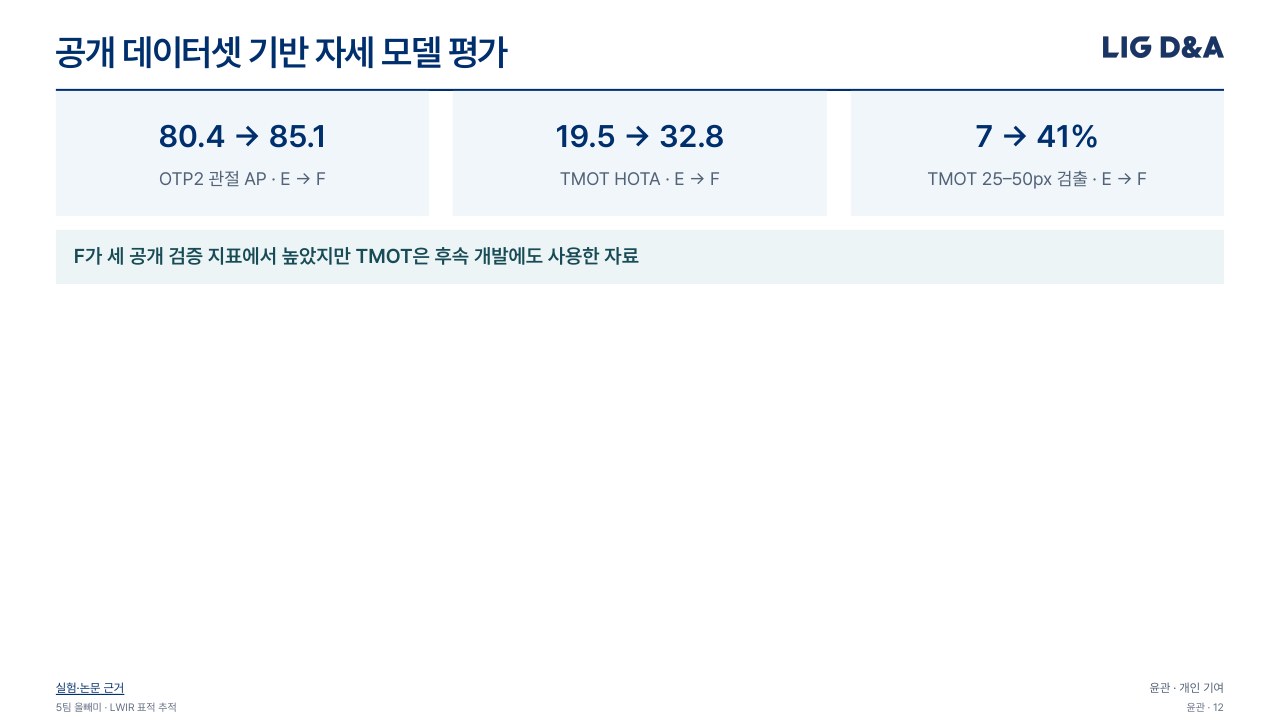 공개 데이터셋 기반 자세 모델 평가
LIG D&A
80.4 → 85.1
OTP2 관절 AP · E → F
19.5 → 32.8
TMOT HOTA · E → F
7 → 41%
TMOT 25–50px 검출 · E → F
F가 세 공개 검증 지표에서 높았지만 TMOT은 후속 개발에도 사용한 자료
실험·논문 근거
5팀 올빼미 · LWIR 표적 추적
윤관 · 개인 기여
윤관 · 12